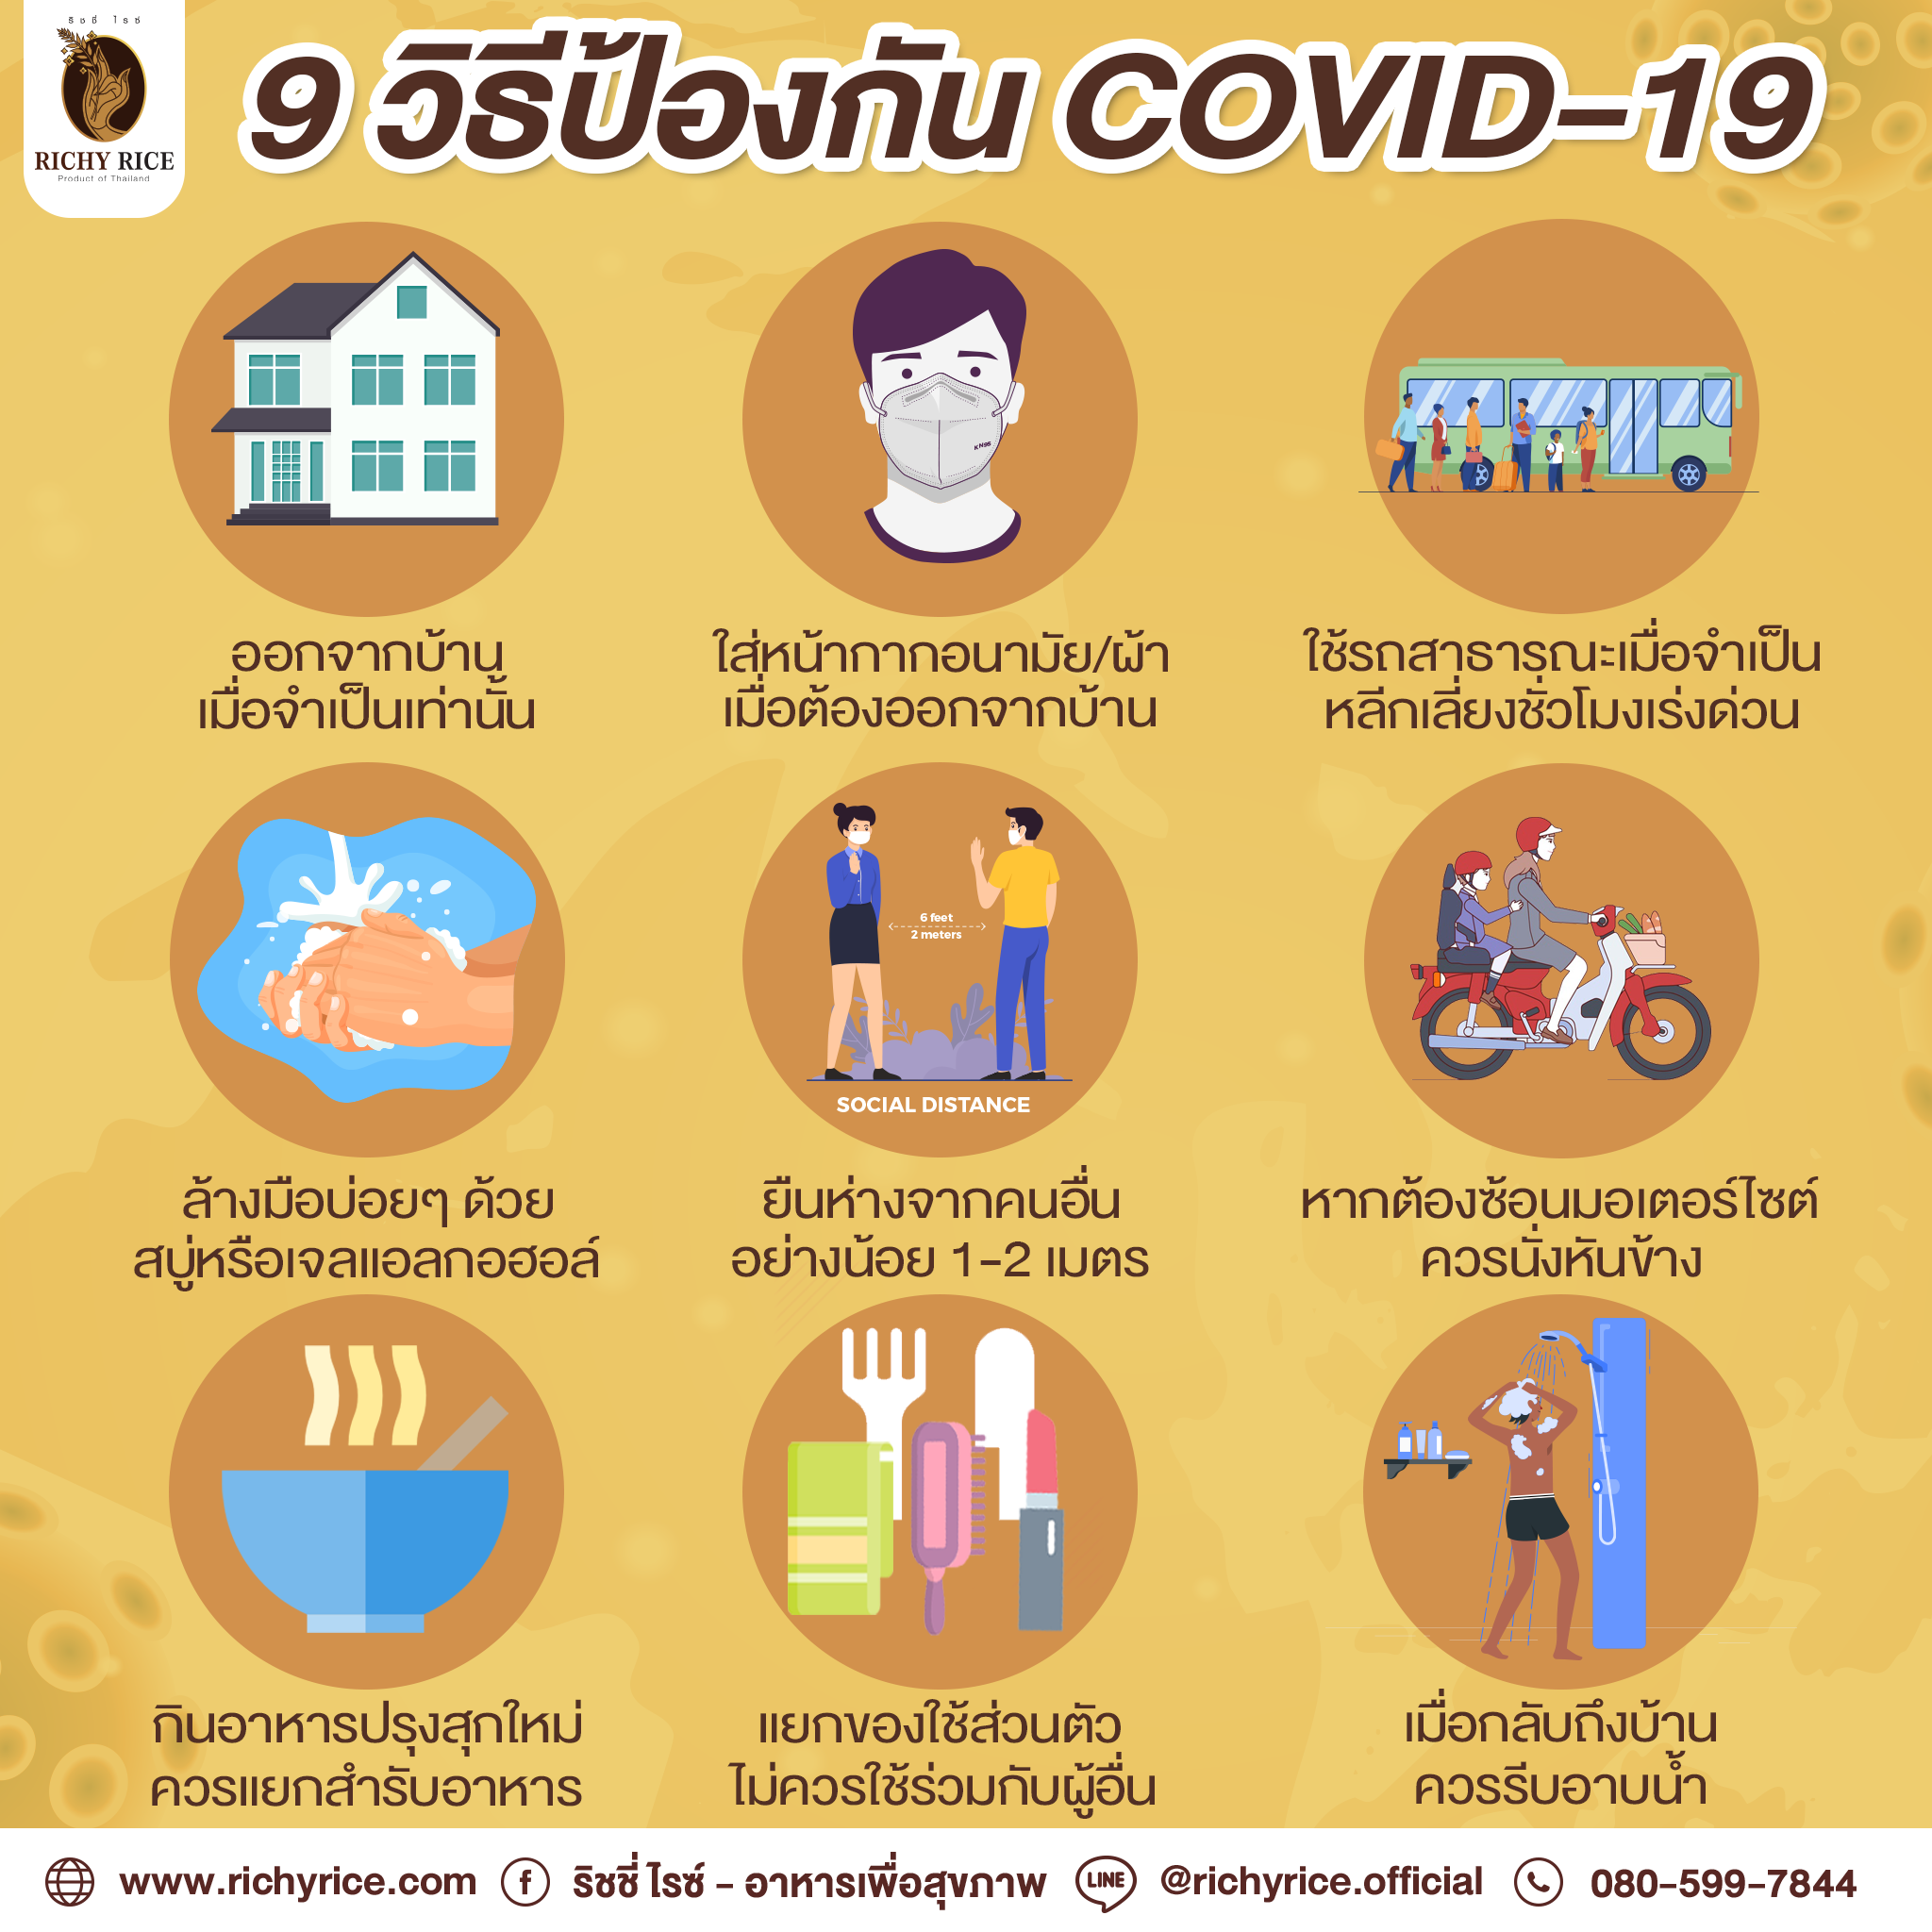 ริชชี่ ไรซ์
RICHY RICE
Product of Thailand
9 วิธีป้องกัน COVID-19
ออกจากบ้าน
เมื่อจำเป็นเท่านั้น
KN95
ใส่หน้ากากอนามัย/ผ้า
เมื่อต้องออกจากบ้าน
ใช้รถสาธารณะเมื่อจำเป็น
หลีกเลี่ยงชั่วโมงเร่งด่วน
ล้างมือบ่อยๆ ด้วย
สบู่หรือเจลแอลกอฮอล์
6 feet
2 meters
SOCIAL DISTANCE
ยืนห่างจากคนอื่น
อย่างน้อย 1-2 เมตร
หากต้องซ้อนมอเตอร์ไซต์
ควรนั่งหันข้าง
กินอาหารปรุงสุกใหม่
ควรแยกสำรับอาหาร
แยกของใช้ส่วนตัว
ไม่ควรใช้ร่วมกับผู้อื่น
เมื่อกลับถึงบ้าน
ควรรีบอาบน้ำ
www.richyrice.com
ริชชี่ ไรซ์ - อาหารเพื่อสุขภาพ
LINE
@richyrice.official
080-599-7844